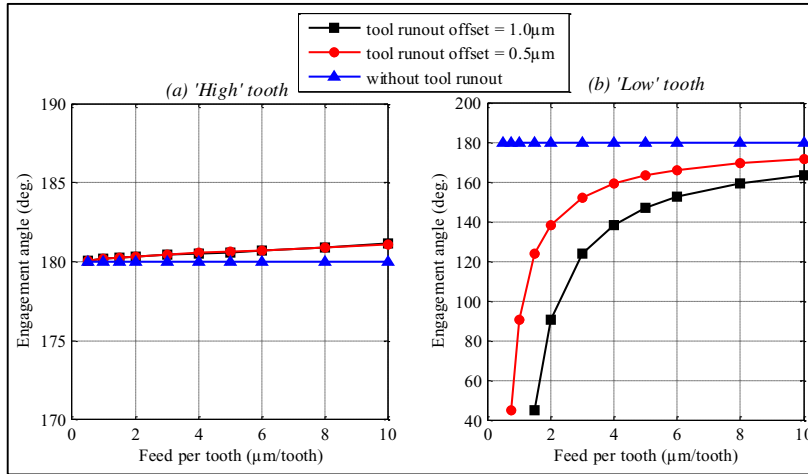 tool runout offset = 1.0µm
tool runout offset = 0.5µm
without tool runout
(a) 'High' tooth
(b) 'Low' tooth
190
185
180
175
170
Engagement angle (deg.)
0 2 4 6 8 10
Feed per tooth (µm/tooth)
200
180
160
140
120
100
80
60
40
Engagement angle (deg.)
0 2 4 6 8 10
Feed per tooth (µm/tooth)